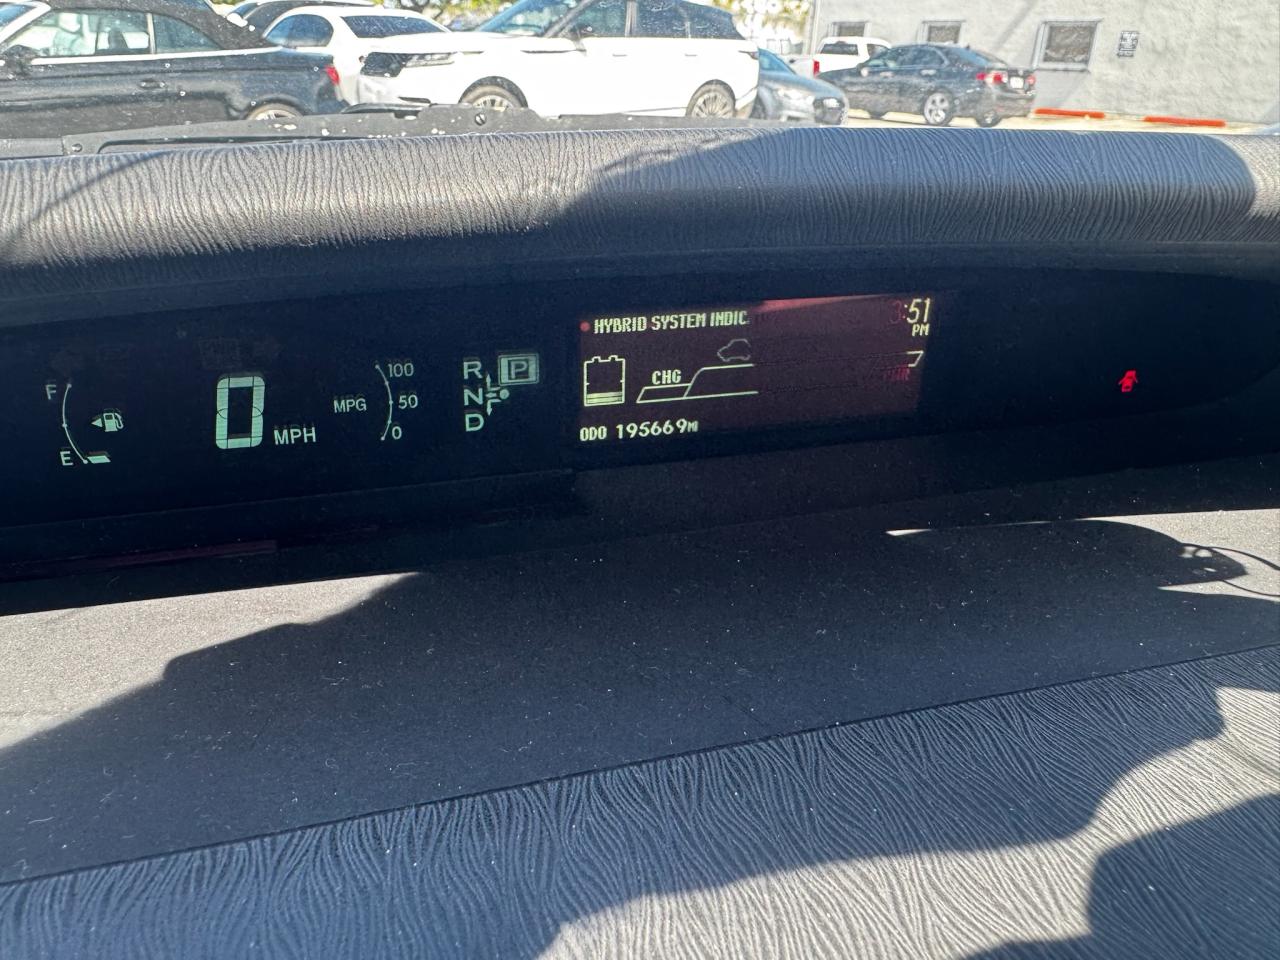 HYBRID SYSTEM INDIC
:51
PM
F
E
0 MPH
MPG
100
50
0
R
N
D
P
CHG
ODO 195669MI